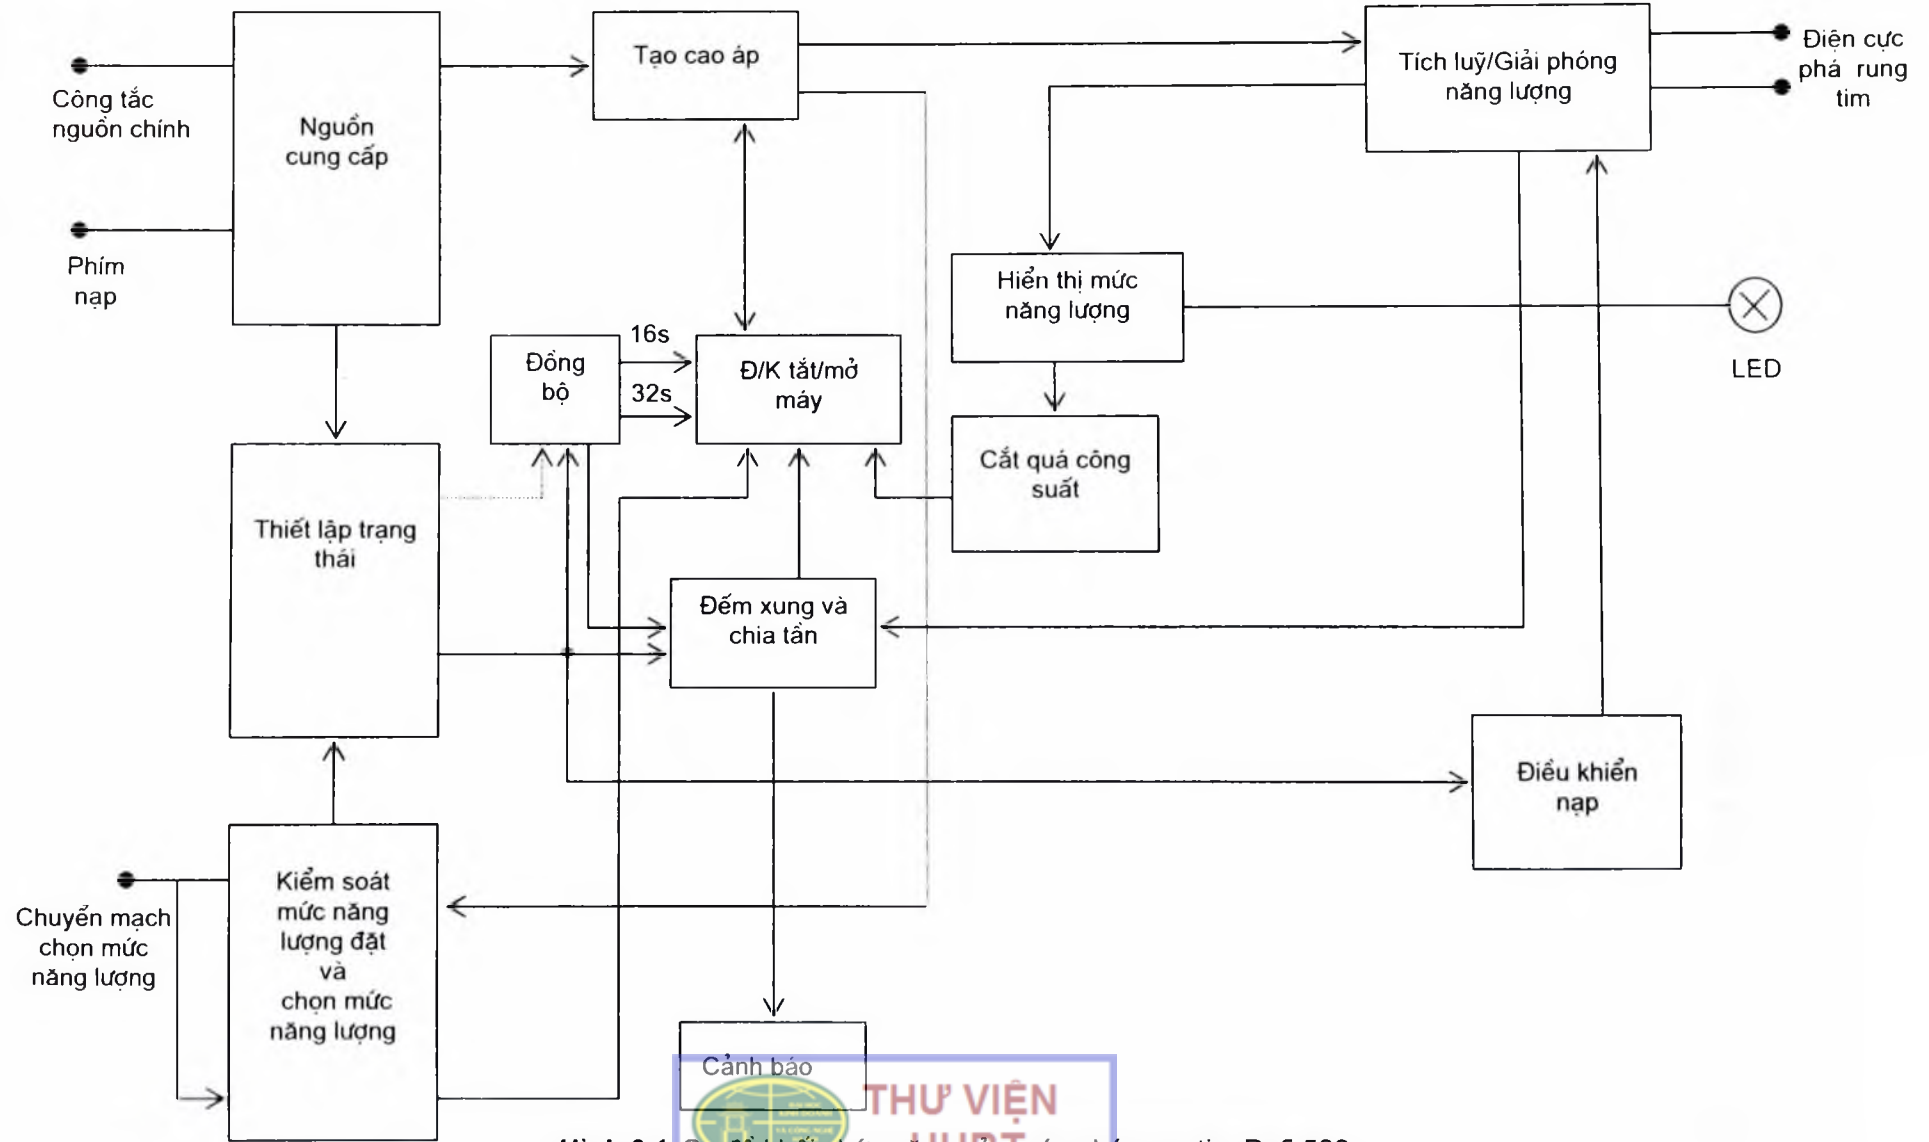 Công tắc
nguồn chính
Phím
nạp
Nguồn
cung cấp
Tạo cao áp
Tích luỹ/Giải phóng
năng lượng
Điện cực
phá rung
tim
Hiển thị mức
năng lượng
LED
Đồng
bộ
16s
32s
Đ/K tắt/mở
máy
Cắt quá công
suất
Thiết lập trạng
thái
Đếm xung và
chia tần
Điều khiển
nạp
Chuyển mạch
chọn mức
năng lượng
Kiểm soát
mức năng
lượng đặt
và
chọn mức
năng lượng
Cảnh báo
THƯ VIỆN